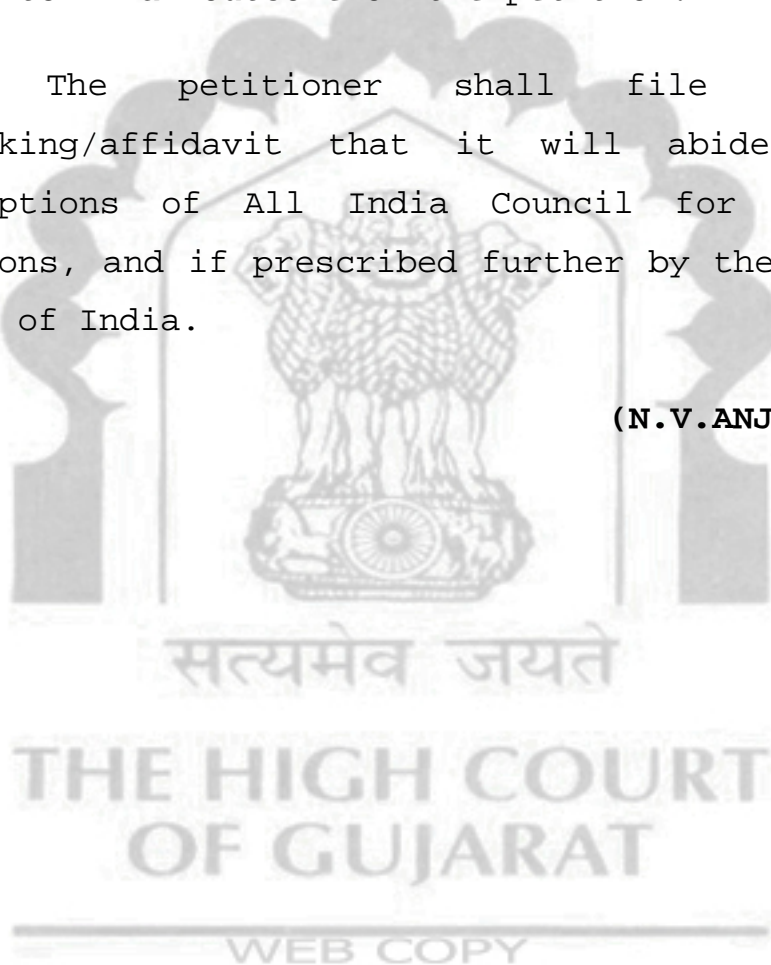 The petitioner shall file
king/affidavit that it will abide
ptions of All India Council for
ons, and if prescribed further by the
of India.
(N.V.ANJ
सत्यमेव जयते
THE HIGH COURT
OF GUJARAT
WEB COPY